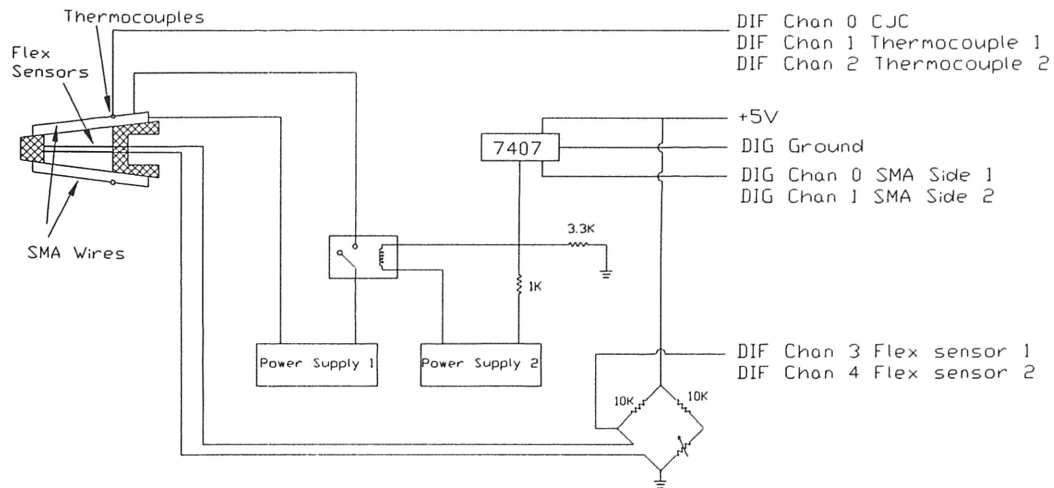 Thermocouples
Flex
Sensors
SMA Wires
DIF Chan 0 CJC
DIF Chan 1 Thermocouple 1
DIF Chan 2 Thermocouple 2
+5V
7407
DIG Ground
DIG Chan 0 SMA Side 1
DIG Chan 1 SMA Side 2
3.3K
1K
Power Supply 1
Power Supply 2
DIF Chan 3 Flex sensor 1
DIF Chan 4 Flex sensor 2
10K
10K